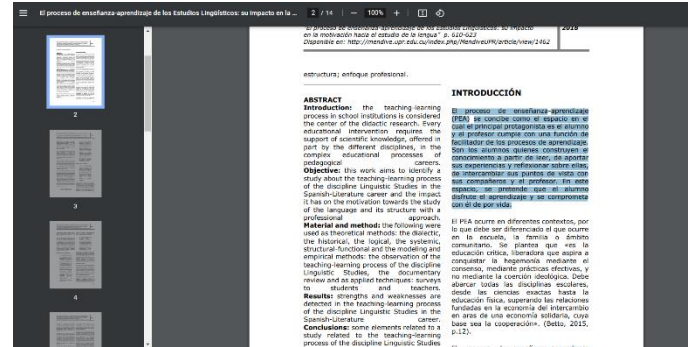 El proceso de enseñanza-aprendizaje de los Estudios Lingüísticos: su Impacto en la ...
2 / 14
100%
"El proceso de enseñanza-aprendizaje de los Estudios Lingüísticos: su impacto
en la motivación hacia el estudio de la lengua" p. 610-623
Disponible en: http://mendive.upr.edu.cu/index.php/MendiveUPR/article/view/1462
2018
estructura; enfoque profesional.
ABSTRACT
Introduction: the teaching-learning
process in school institutions is considered
the center of the didactic research. Every
educational intervention requires the
support of scientific knowledge, offered in
part by the different disciplines, in the
complex educational processes of
pedagogical careers.
Objective: this work aims to identify a
study about the teaching-learning process
of the discipline Linguistic Studies in the
Spanish-Literature career and the impact
it has on the motivation towards the study
of the language and its structure with a
professional approach.
Material and method: the following were
used as theoretical methods: the dialectic,
the historical, the logical, the systemic,
structural-functional and the modeling and
empirical methods: the observation of the
teaching-learning process of the discipline
Linguistic Studies, the documentary
review and as applied techniques: surveys
to students and teachers.
Results: strengths and weaknesses are
detected in the teaching-learning process
of the discipline Linguistic Studies in the
Spanish-Literature career.
Conclusions: some elements related to a
study related to the teaching-learning
process of the discipline Linguistic Studies
INTRODUCCIÓN
El proceso de enseñanza-aprendizaje
(PEA) se concibe como el espacio en el
cual el principal protagonista es el alumno
y el profesor cumple con una función de
facilitador de los procesos de aprendizaje.
Son los alumnos quienes construyen el
conocimiento a partir de leer, de aportar
sus experiencias y reflexionar sobre ellas,
de intercambiar sus puntos de vista con
sus compañeros y el profesor. En este
espacio, se pretende que el alumno
disfrute el aprendizaje y se comprometa
con él de por vida.
El PEA ocurre en diferentes contextos, por
lo que debe ser diferenciado el que ocurre
en la escuela, la familia o ámbito
comunitario. Se plantea que «es la
educación crítica, liberadora que aspira a
conquistar la hegemonía mediante el
consenso, mediante prácticas efectivas, y
no mediante la coerción ideológica. Debe
abarcar todas las disciplinas escolares,
desde las ciencias exactas hasta la
educación física, superando las relaciones
fundadas en la economía del intercambio
en aras de una economía solidaria, cuya
base sea la cooperación». (Betto, 2015,
p.12).
2
3
4